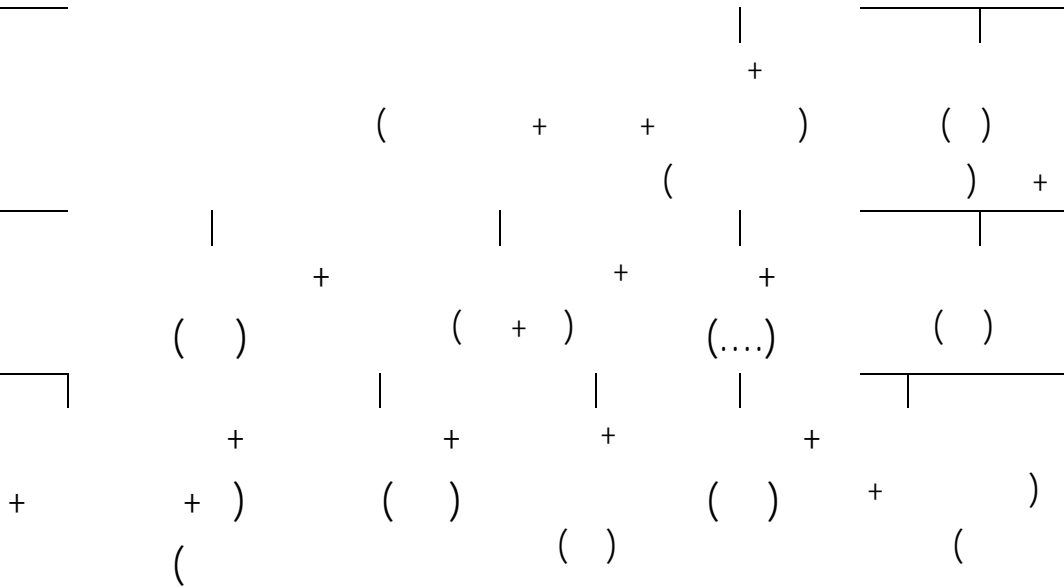 +
( + + ) ( )
( ) +
+ + +
( ) ( + ) (....) ( )
+ + + +
+ + ) ( ) ( ) + )
( ( ) (